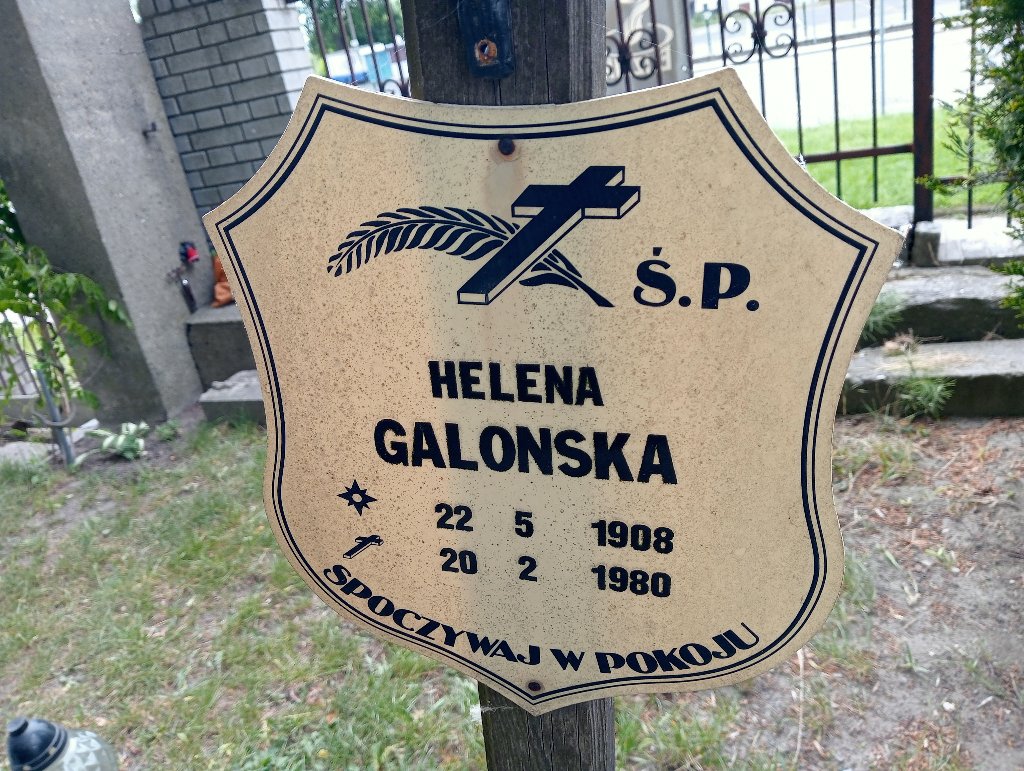 Ś.P.
HELENA
GALONSKA
22 5 1908
20 2 1980
SPOCZYWAJ W POKOJU